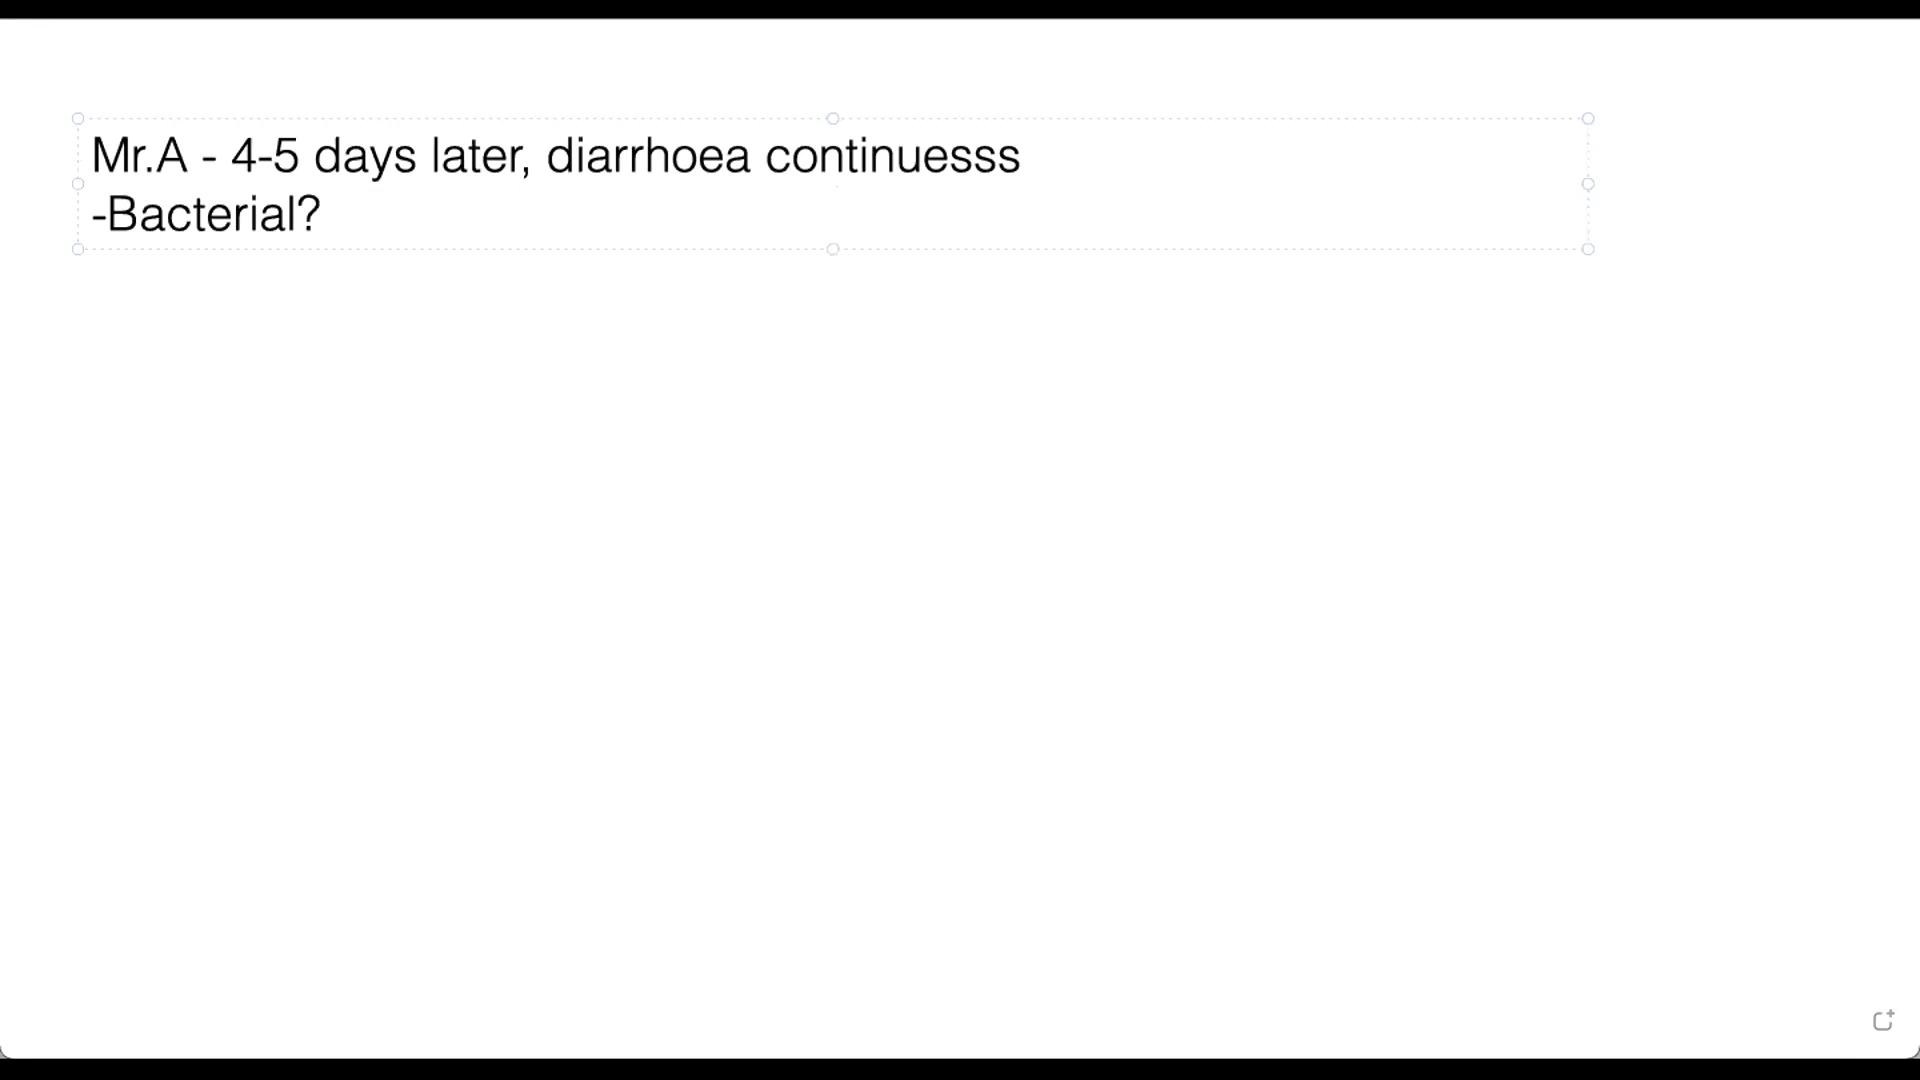 Mr.A - 4-5 days later, diarrhoea continuesss
-Bacterial?